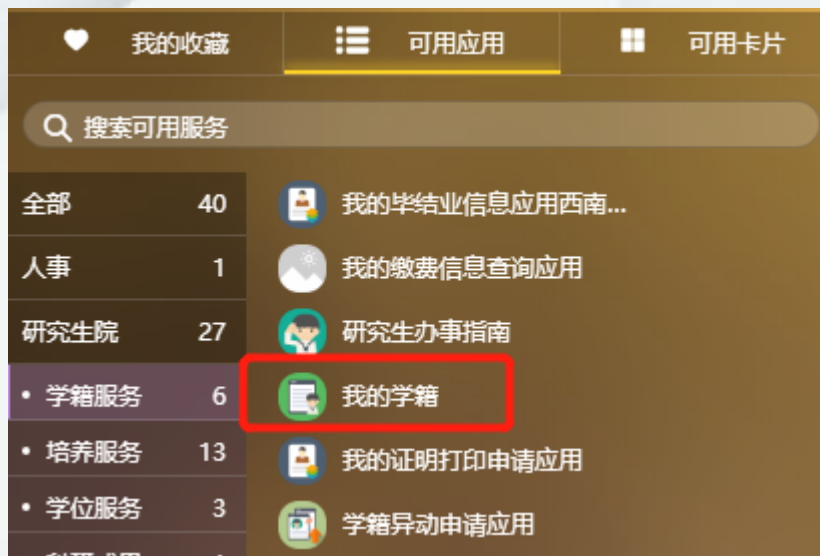 我的收藏
可用应用
可用卡片
搜索可用服务
全部 40
我的毕结业信息应用西南...
人事 1
我的缴费信息查询应用
研究生院 27
研究生办事指南
• 学籍服务 6
我的学籍
• 培养服务 13
我的证明打印申请应用
• 学位服务 3
学籍异动申请应用